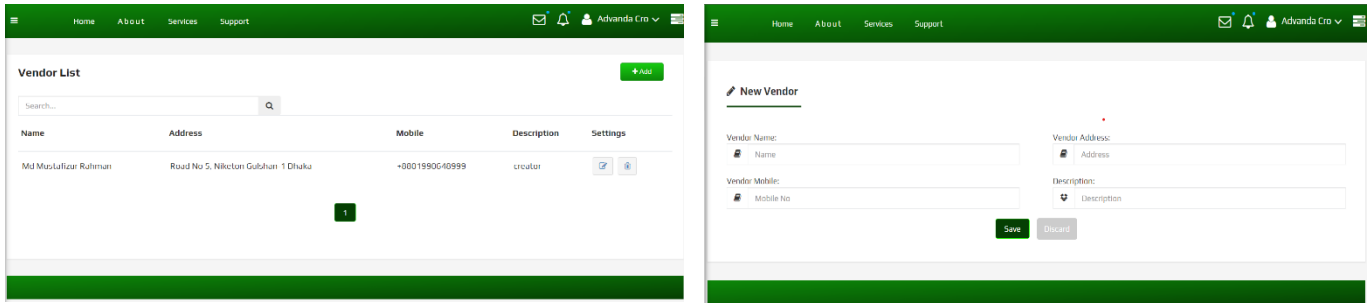 Home About Services Support Advanda Cro
Vendor List
+Add
Search...
Name Address Mobile Description Settings
Md Mustafizur Rahman Road No 5, Niketon Gulshan-1 Dhaka +8801990648999 creator
1
Home About Services Support Advanda Cro
New Vendor
Vendor Name: Vendor Address:
Name Address
Vendor Mobile: Description:
Mobile No Description
Save Discard